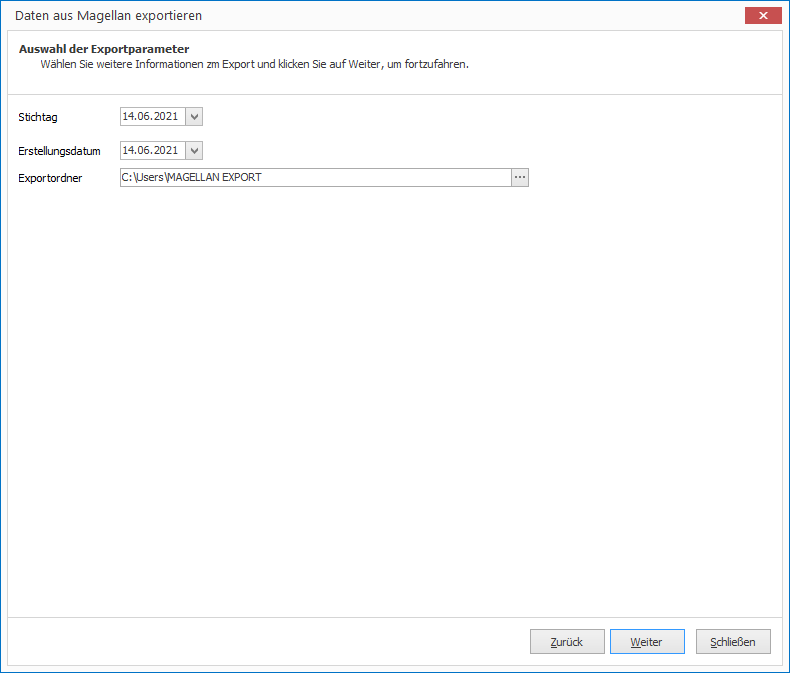 Daten aus Magellan exportieren
Auswahl der Exportparameter
Wählen Sie weitere Informationen zm Export und klicken Sie auf Weiter, um fortzufahren.
Stichtag 14.06.2021
Erstellungsdatum 14.06.2021
Exportordner C:\Users\MAGELLAN EXPORT ...
Zurück Weiter Schließen